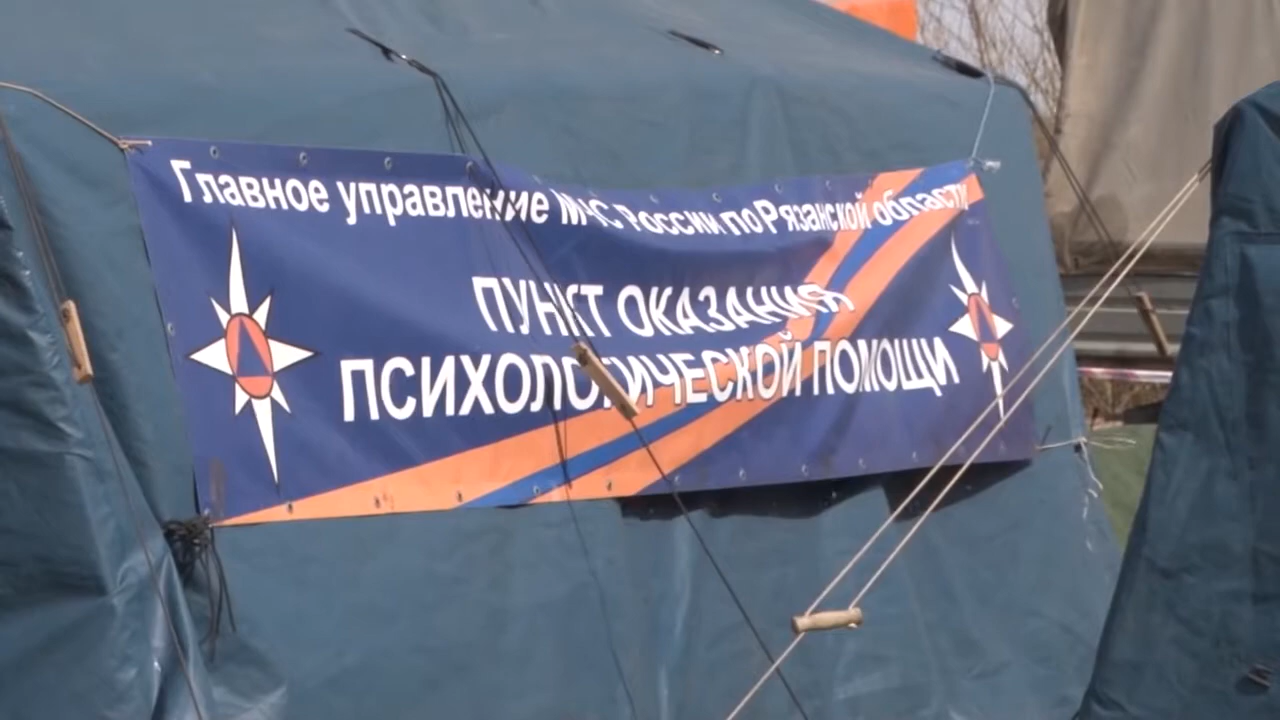 Главное управление МЧС России по Рязанской области
ПУНКТ ОКАЗАНИЯ
ПСИХОЛОГИЧЕСКОЙ ПОМОЩИ